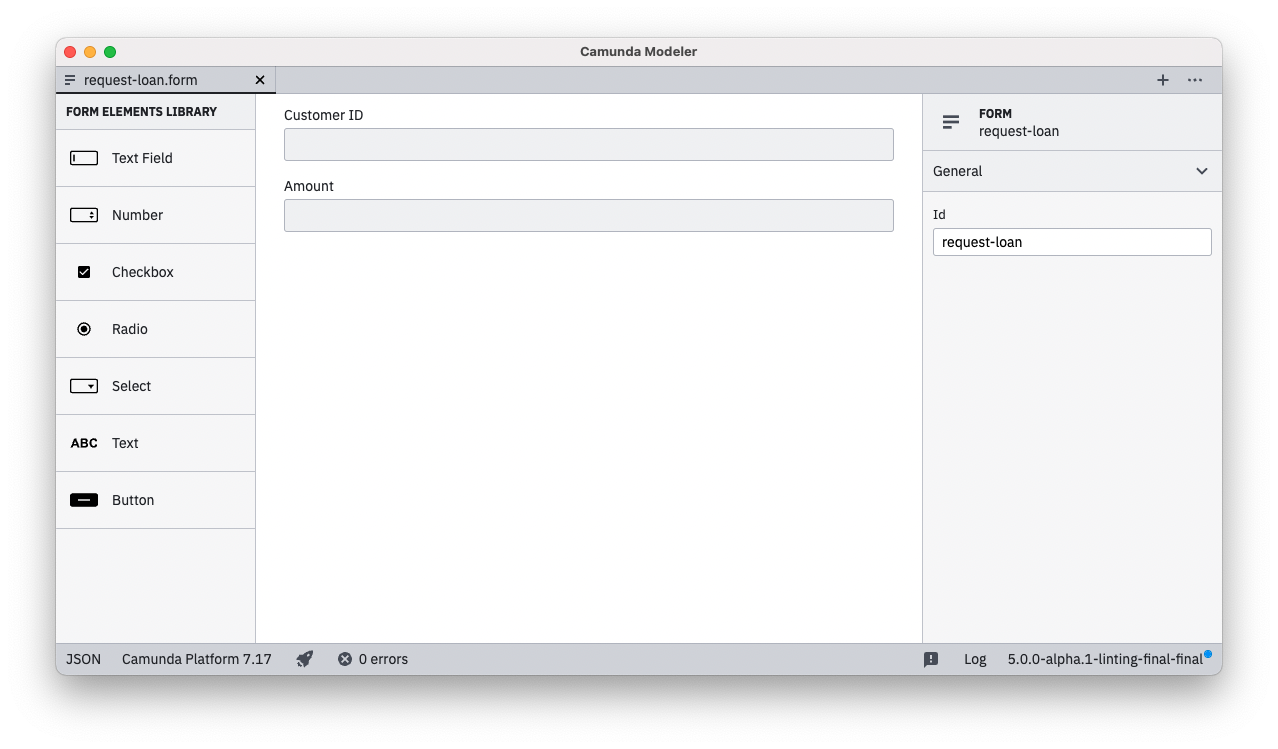 Camunda Modeler
request-loan.form
FORM ELEMENTS LIBRARY
Text Field
Number
Checkbox
Radio
Select
ABC Text
Button
Customer ID
Amount
FORM
request-loan
General
Id
request-loan
JSON Camunda Platform 7.17 0 errors Log 5.0.0-alpha.1-linting-final-final